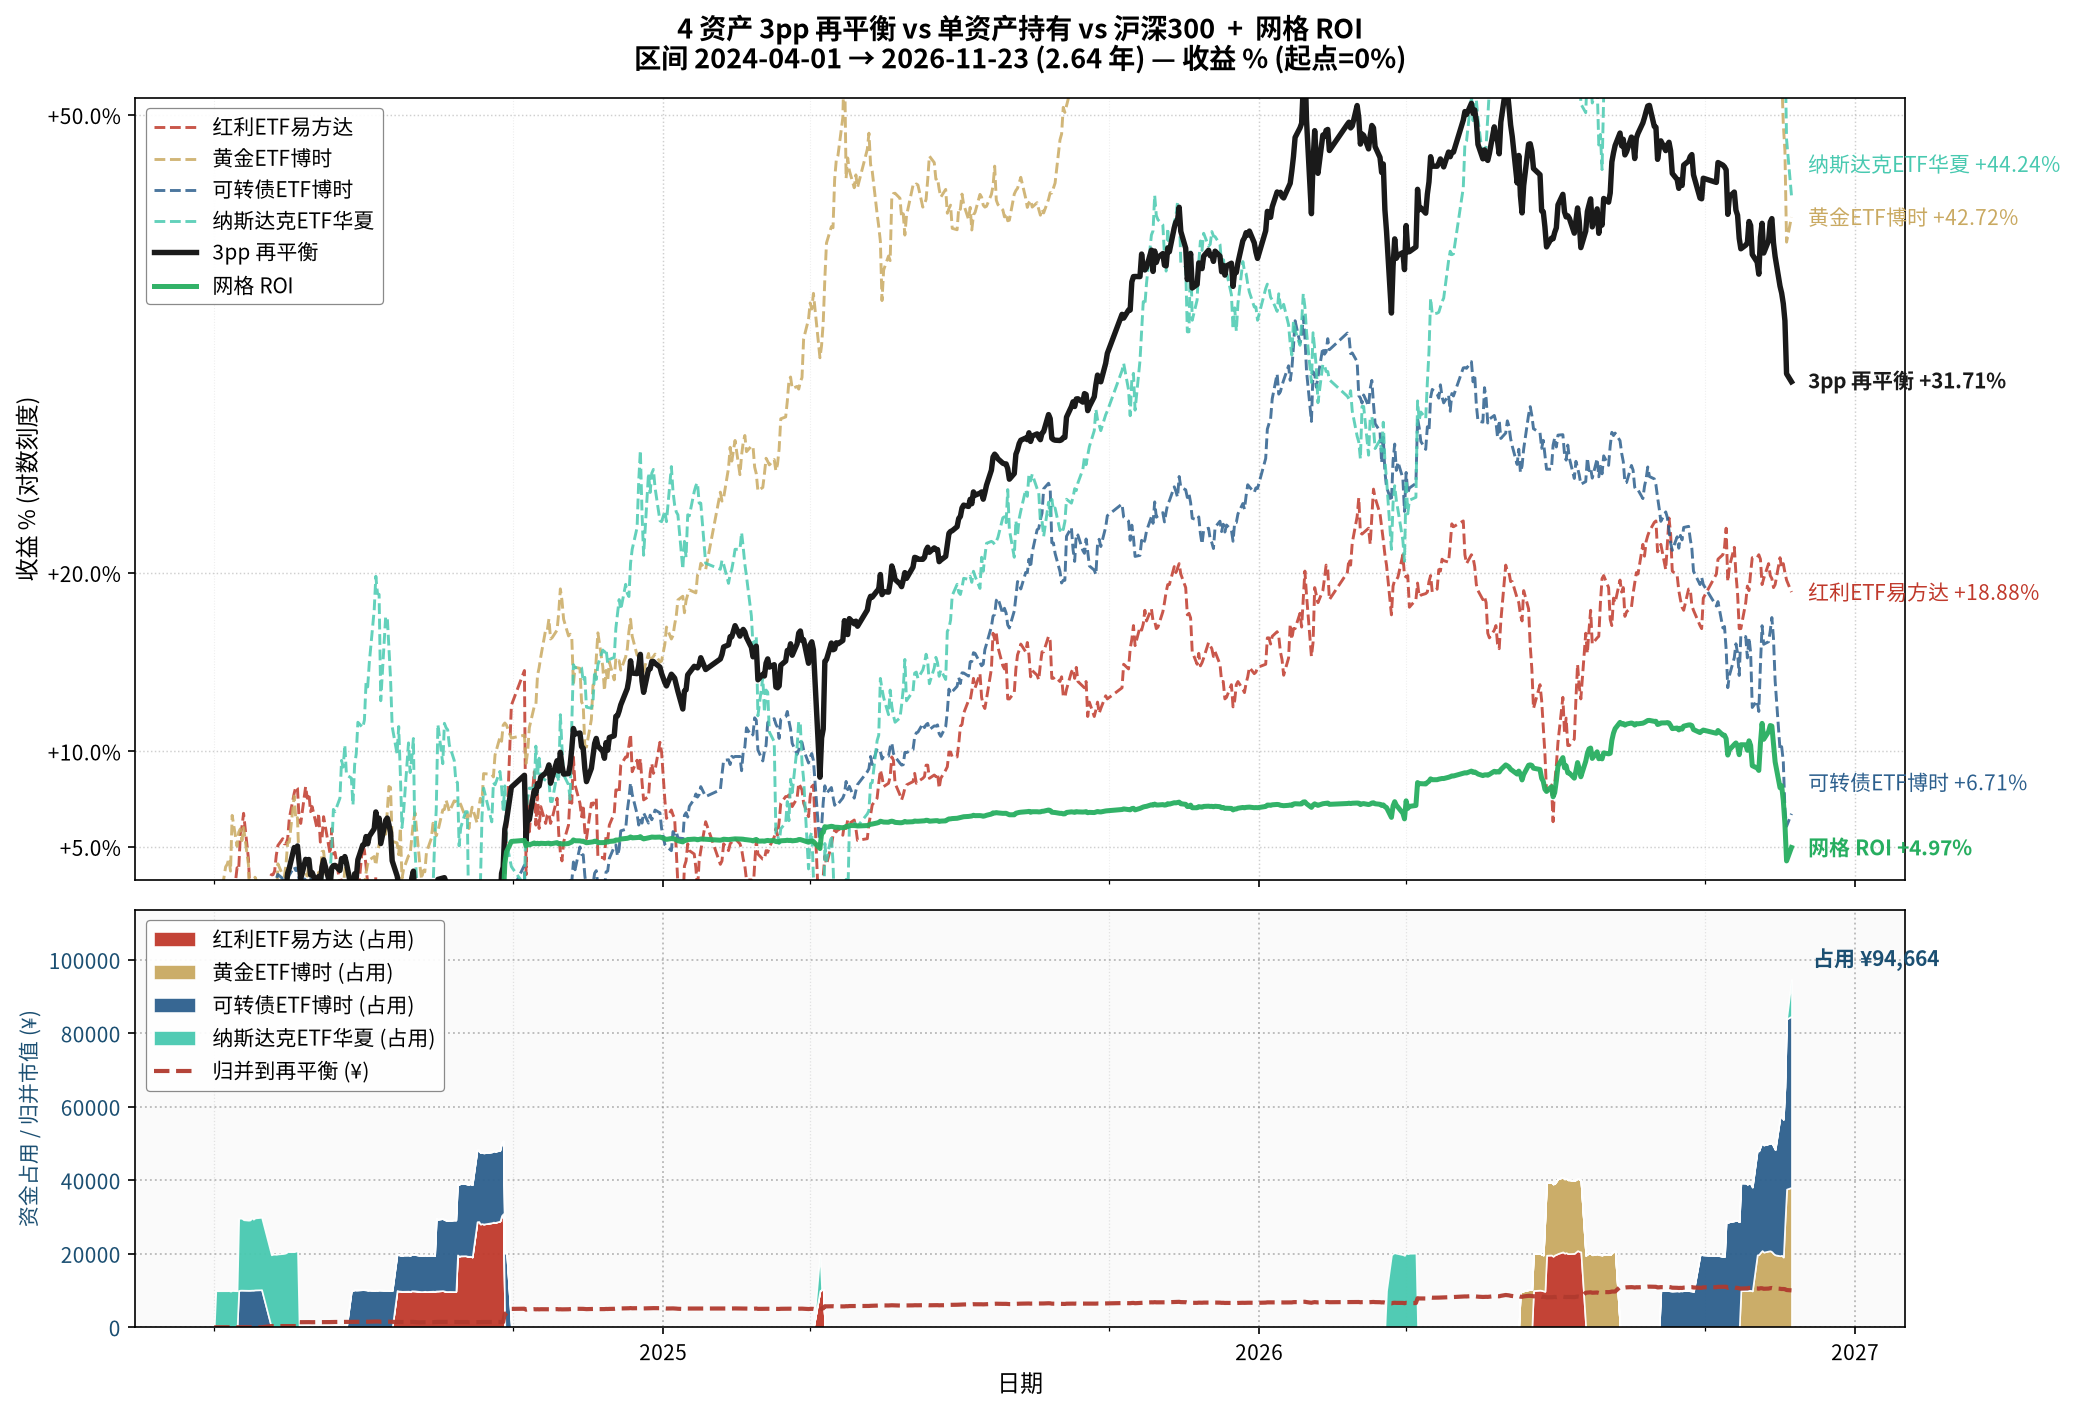 4 资产 3pp 再平衡 vs 单资产持有 vs 沪深300 + 网格 ROI
区间 2024-04-01 → 2026-11-23 (2.64 年) — 收益 % (起点=0%)
收益 % (对数刻度)
+50.0%
+20.0%
+10.0%
+5.0%
红利ETF易方达
黄金ETF博时
可转债ETF博时
纳斯达克ETF华夏
3pp 再平衡
网格 ROI
纳斯达克ETF华夏 +44.24%
黄金ETF博时 +42.72%
3pp 再平衡 +31.71%
红利ETF易方达 +18.88%
可转债ETF博时 +6.71%
网格 ROI +4.97%
资金占用 / 归并市值 (¥)
100000
80000
60000
40000
20000
0
红利ETF易方达 (占用)
黄金ETF博时 (占用)
可转债ETF博时 (占用)
纳斯达克ETF华夏 (占用)
归并到再平衡 (¥)
占用 ¥94,664
2025
2026
2027
日期